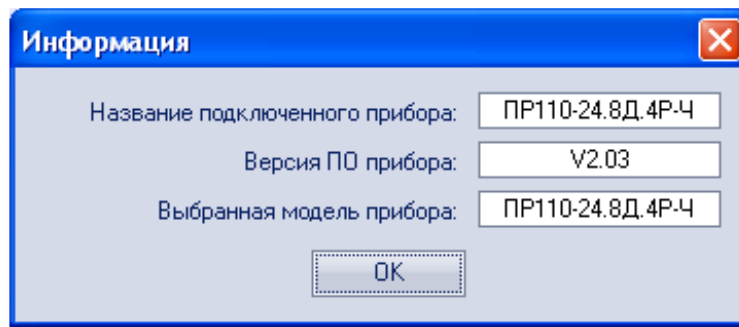 Информация
Название подключенного прибора: ПР110-24.8Д.4Р-Ч
Версия ПО прибора: V2.03
Выбранная модель прибора: ПР110-24.8Д.4Р-Ч
OK